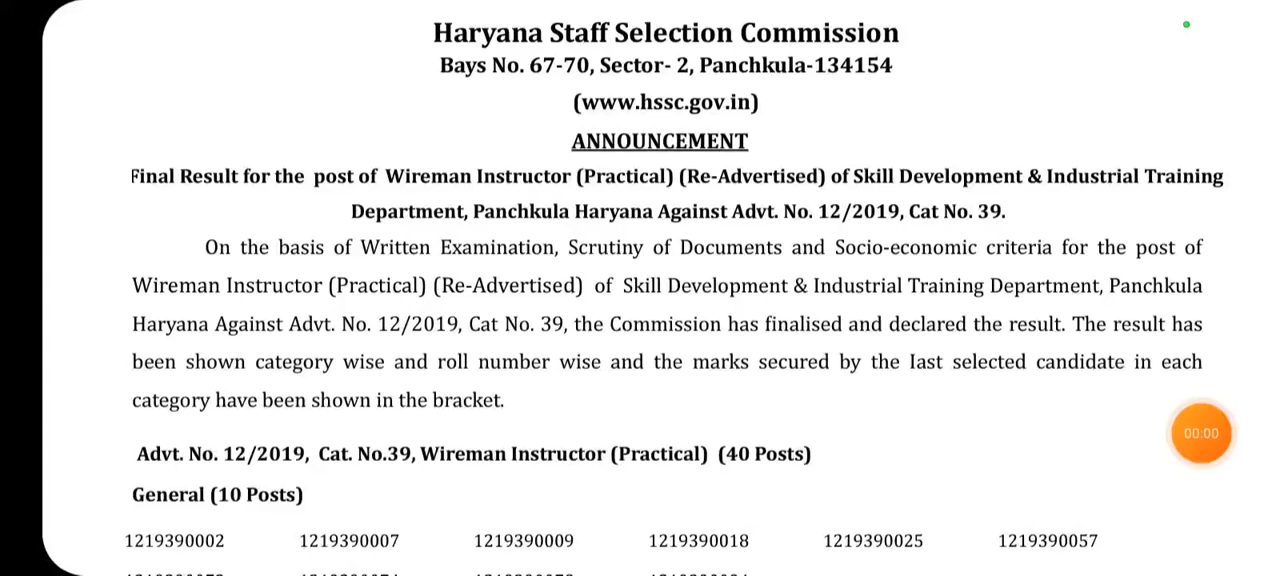 Haryana Staff Selection Commission
Bays No. 67-70, Sector- 2, Panchkula-134154
(www.hssc.gov.in)
ANNOUNCEMENT
Final Result for the post of Wireman Instructor (Practical) (Re-Advertised) of Skill Development & Industrial Training
Department, Panchkula Haryana Against Advt. No. 12/2019, Cat No. 39.
On the basis of Written Examination, Scrutiny of Documents and Socio-economic criteria for the post of
Wireman Instructor (Practical) (Re-Advertised) of Skill Development & Industrial Training Department, Panchkula
Haryana Against Advt. No. 12/2019, Cat No. 39, the Commission has finalised and declared the result. The result has
been shown category wise and roll number wise and the marks secured by the last selected candidate in each
category have been shown in the bracket.
00:00
Advt. No. 12/2019, Cat. No.39, Wireman Instructor (Practical) (40 Posts)
General (10 Posts)
1219390002 1219390007 1219390009 1219390018 1219390025 1219390057